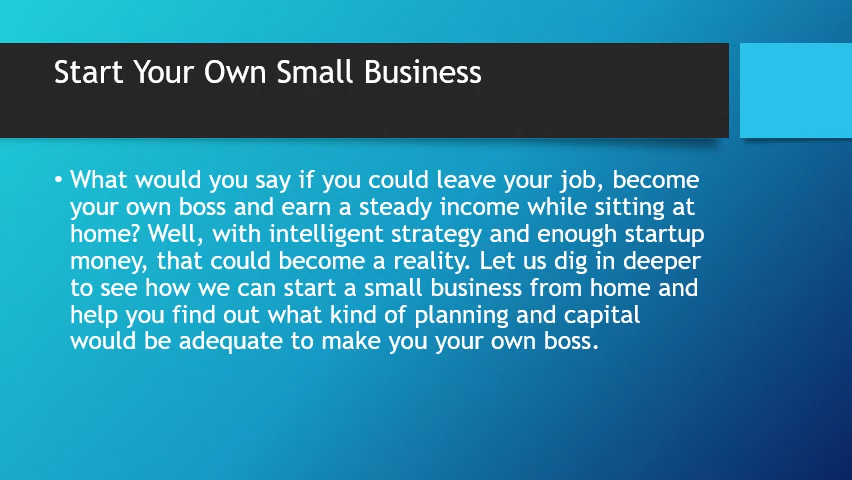 Start Your Own Small Business
• What would you say if you could leave your job, become
your own boss and earn a steady income while sitting at
home? Well, with intelligent strategy and enough startup
money, that could become a reality. Let us dig in deeper
to see how we can start a small business from home and
help you find out what kind of planning and capital
would be adequate to make you your own boss.